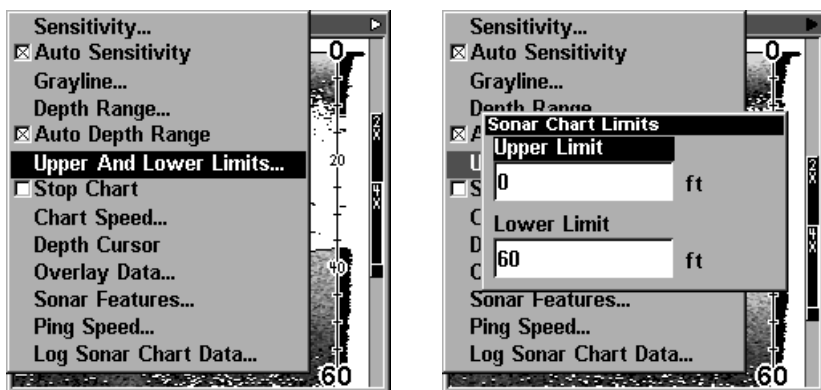 Sensitivity...
Auto Sensitivity
Grayline...
Depth Range...
Auto Depth Range
Upper And Lower Limits...
Stop Chart
Chart Speed...
Depth Cursor
Overlay Data...
Sonar Features...
Ping Speed...
Log Sonar Chart Data...
0
20
40
60
2X
4X
Sensitivity...
Auto Sensitivity
Grayline...
Depth Range
Sonar Chart Limits
Upper Limit
0 ft
Lower Limit
60 ft
Sonar Features...
Ping Speed...
Log Sonar Chart Data...
0
60
2X
4X